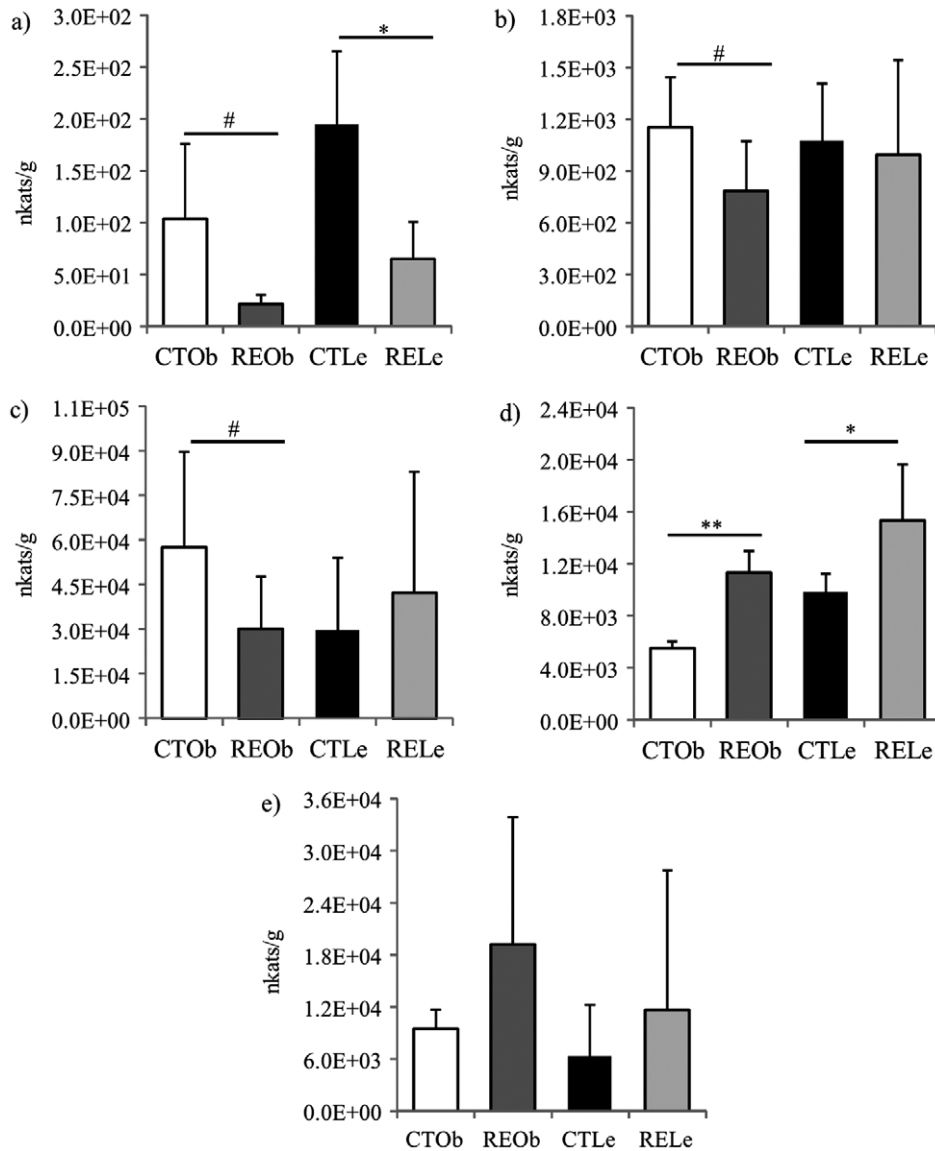 a)
nkats/g
3.0E+02
2.5E+02
2.0E+02
1.5E+02
1.0E+02
5.0E+01
0.0E+00
#
*
CTOb REOb CTLe RELe
b)
nkats/g
1.8E+03
1.5E+03
1.2E+03
9.0E+02
6.0E+02
3.0E+02
0.0E+00
#
CTOb REOb CTLe RELe
c)
nkats/g
1.1E+05
9.0E+04
7.5E+04
6.0E+04
4.5E+04
3.0E+04
1.5E+04
0.0E+00
#
CTOb REOb CTLe RELe
d)
nkats/g
2.4E+04
2.0E+04
1.6E+04
1.2E+04
8.0E+03
4.0E+03
0.0E+00
**
*
CTOb REOb CTLe RELe
e)
nkats/g
3.6E+04
3.0E+04
2.4E+04
1.8E+04
1.2E+04
6.0E+03
0.0E+00
CTOb REOb CTLe RELe